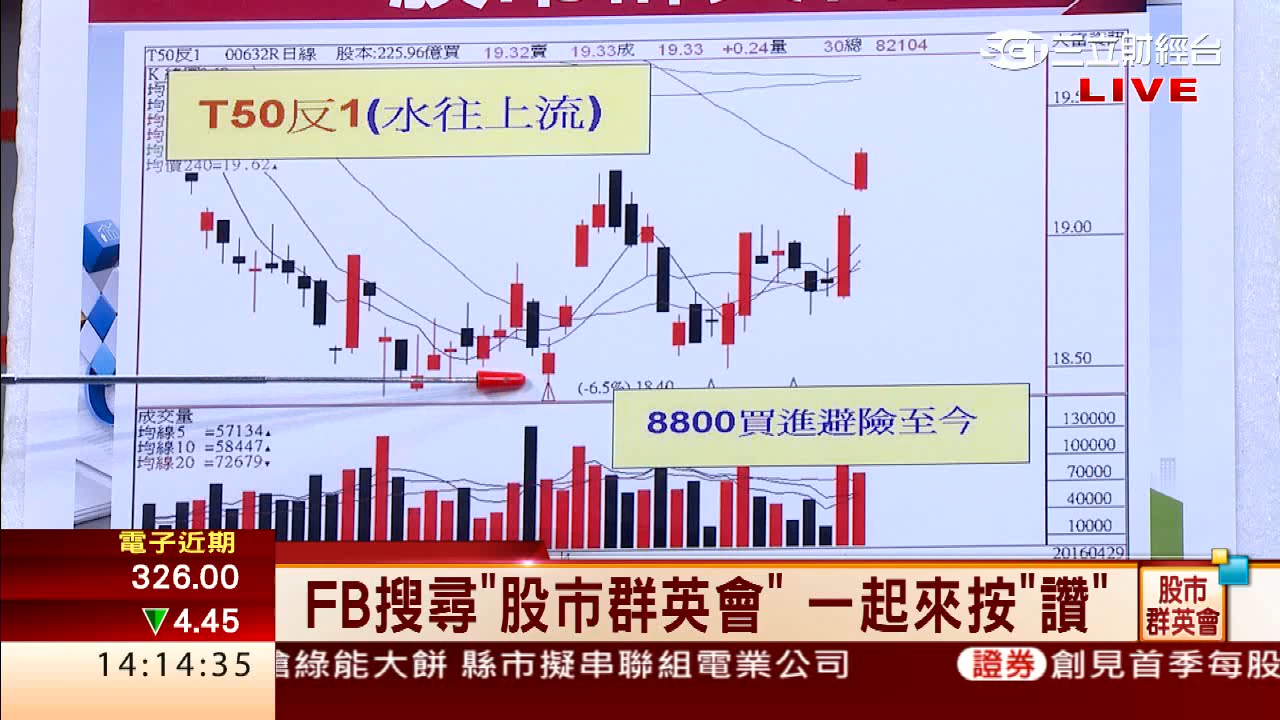 T50反1 00632R日線 股本:225.96億買 19.32賣 19.33成 19.33 +0.24量 30總 82104
三立財經台
LIVE
T50反1(水往上流)
均價240=19.62▴
19.00
18.50
(-6.5%) 18.40
8800買進避險至今
成交量
均線5 =57134▴
均線10 =58447▴
均線20 =72679▾
130000
100000
70000
40000
10000
20160429
電子近期
326.00
▼4.45
FB搜尋"股市群英會" 一起來按"讚"
股市
群英會
14:14:35
綠能大餅 縣市擬串聯組電業公司 證券 創見首季每股